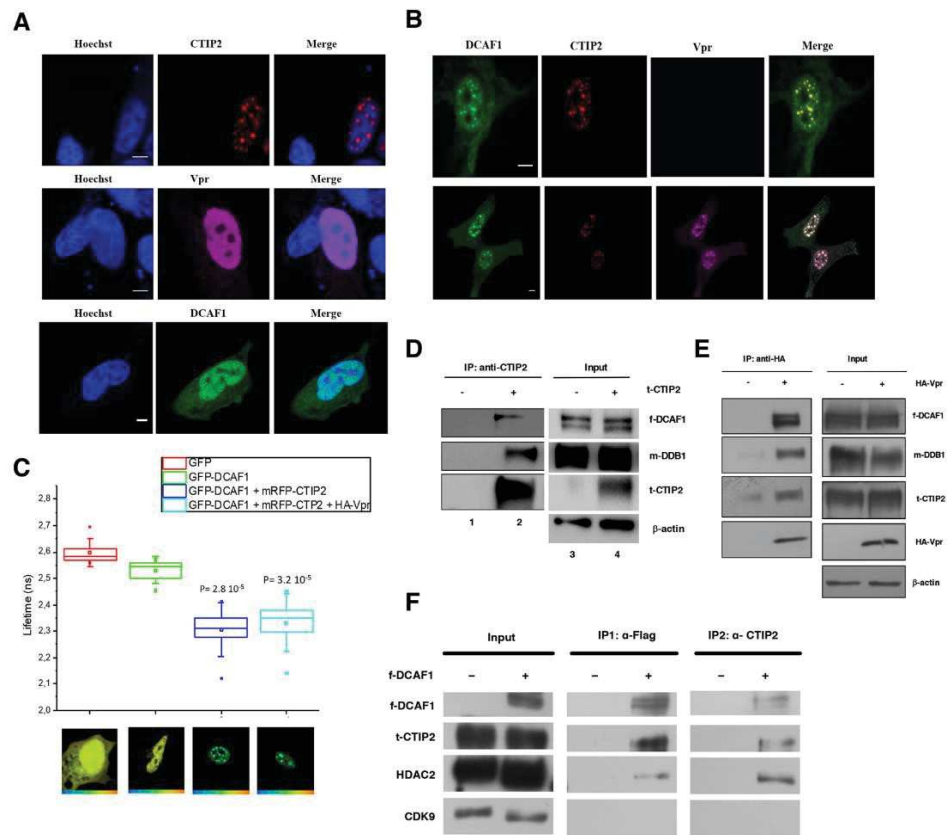 A
Hoechst CTIP2 Merge
Hoechst Vpr Merge
Hoechst DCAF1 Merge
B
DCAF1 CTIP2 Vpr Merge
C
GFP
GFP-DCAF1
GFP-DCAF1 + mRFP-CTIP2
GFP-DCAF1 + mRFP-CTP2 + HA-Vpr
Lifetime (ns)
2,8
2,7
2,6
2,5
2,4
2,3
2,2
2,1
2,0
P= 2.8 10-5
P= 3.2 10-5
D
IP: anti-CTIP2 Input
- + - + t-CTIP2
f-DCAF1
m-DDB1
t-CTIP2
β-actin
1 2 3 4
E
IP: anti-HA Input
- + - + HA-Vpr
f-DCAF1
m-DDB1
t-CTIP2
HA-Vpr
β-actin
F
Input IP1: α-Flag IP2: α- CTIP2
f-DCAF1 – + – + – +
f-DCAF1
t-CTIP2
HDAC2
CDK9